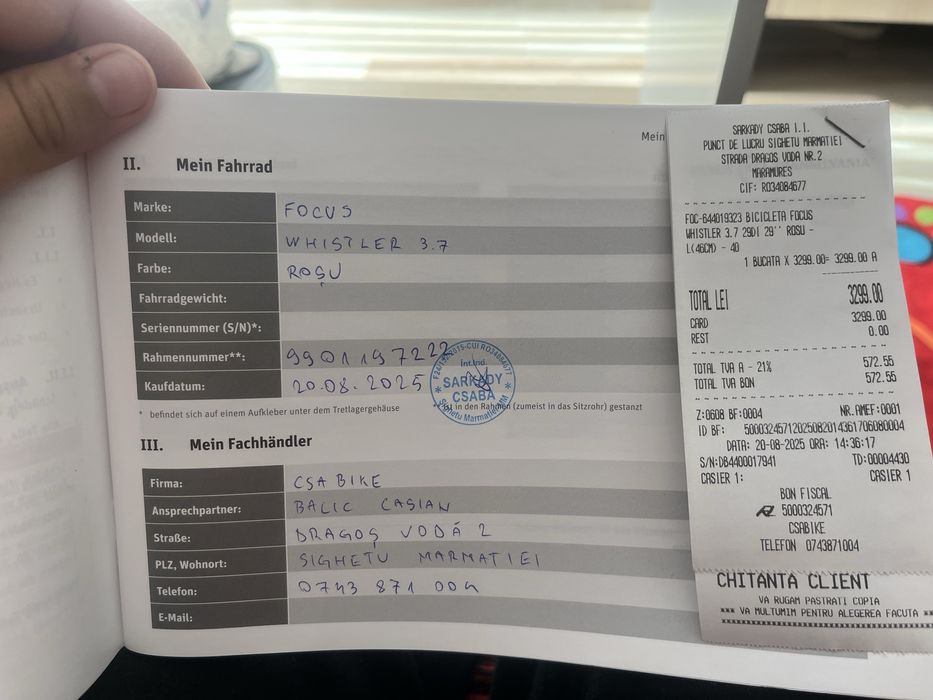 Mein
II. Mein Fahrrad
Marke: FOCUS
Modell: WHISTLER 3.7
Farbe: ROȘU
Fahrradgewicht:
Seriennummer (S/N)*:
Rahmennummer**: 9901197222
Kaufdatum: 20.08.2025
* befindet sich auf einem Aufkleber unter dem Tretlagergehäuse
ist in den Rahmen (zumeist in das Sitzrohr) gestanzt
Int.Ind.
SARKADY
CSABA
III. Mein Fachhändler
Firma: CSA BIKE
Ansprechpartner: BALIC CASIAN
Straße: DRAGOȘ VODĂ 2
PLZ, Wohnort: SIGHETU MARMATIEI
Telefon: 0743 871 004
E-Mail:
SARKADY CSABA I.I.
PUNCT DE LUCRU SIGHETU MARMATIEI
STRADA DRAGOS VODA NR.2
MARAMURES
CIF: RO34084677
FOC-644019323 BICICLETA FOCUS
WHISTLER 3.7 29DI 29'' ROSU -
L(46CM) - 40
1 BUCATA X 3299.00= 3299.00 A
TOTAL LEI 3299.00
CARD 3299.00
REST 0.00
TOTAL TVA A - 21% 572.55
TOTAL TVA BON 572.55
Z:0608 BF:0004 NR.AMEF:0001
ID BF: 50003245712025082014361706080004
DATA: 20-08-2025 ORA: 14:36:17
S/N:DB4400017941 TD:00004430
CASIER 1: CASIER 1
BON FISCAL
5000324571
CSABIKE
TELEFON 0743871004
CHITANTA CLIENT
VA RUGAM PASTRATI COPIA
*** VA MULTUMIM PENTRU ALEGEREA FACUTA ***